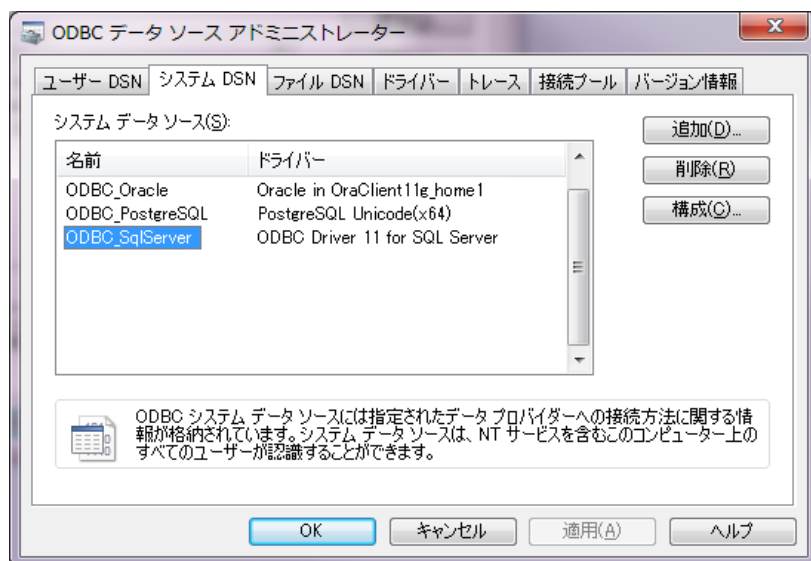 ODBC データ ソース アドミニストレーター
ユーザー DSN システム DSN ファイル DSN ドライバー トレース 接続プール バージョン情報
システム データ ソース(S):
追加(D)...
名前 ドライバー
削除(R)
ODBC_Oracle Oracle in OraClient11g_home1
ODBC_PostgreSQL PostgreSQL Unicode(x64)
構成(C)...
ODBC_SqlServer ODBC Driver 11 for SQL Server
ODBC システム データ ソースには指定されたデータ プロバイダーへの接続方法に関する情
報が格納されています。システム データ ソースは、NT サービスを含むこのコンピューター上の
すべてのユーザーが認識することができます。
OK キャンセル 適用(A) ヘルプ